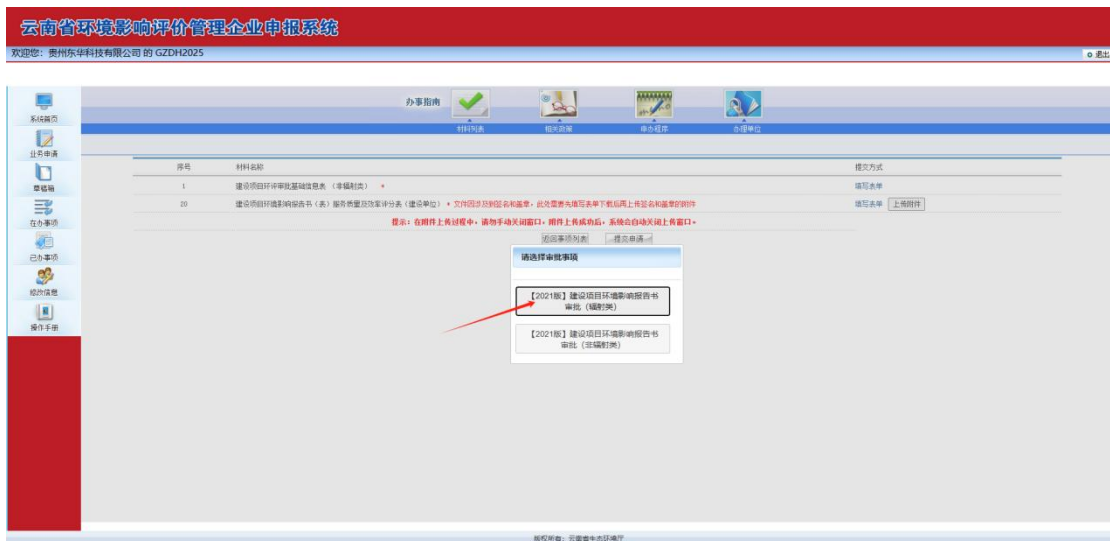 云南省环境影响评价管理企业申报系统
欢迎您：贵州东华科技有限公司 的 GZDH2025
退出
系统首页
业务申请
草稿箱
在办事项
已办事项
修改信息
操作手册
办事指南
材料列表
相关政策
申办程序
办理单位
序号 材料名称 提交方式
1 建设项目环评审批基础信息表 （非辐射类） * 填写表单
20 建设项目环境影响报告书（表）服务质量及效率评分表（建设单位） * 文件因涉及到签名和盖章，此处需要先填写表单下载后再上传签名和盖章的附件 填写表单 上传附件
提示：在附件上传过程中，请勿手动关闭窗口，附件上传成功后，系统会自动关闭上传窗口。
返回事项列表 提交申请
请选择审批事项
【2021版】建设项目环境影响报告书
审批（辐射类）
【2021版】建设项目环境影响报告书
审批（非辐射类）
版权所有：云南省生态环境厅